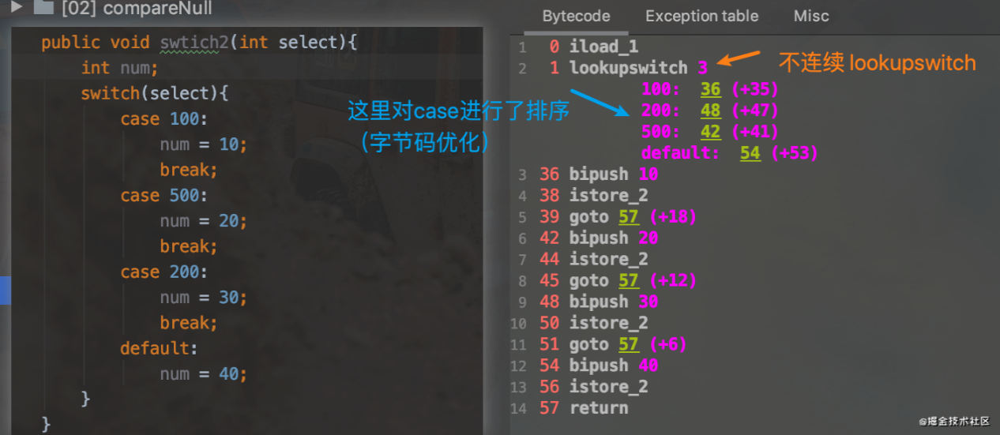 [02] compareNull
public void swtich2(int select){
int num;
switch(select){
case 100:
num = 10;
break;
case 500:
num = 20;
break;
case 200:
num = 30;
break;
default:
num = 40;
}
}
这里对case进行了排序
（字节码优化）
Bytecode Exception table Misc
1 0 iload_1
2 1 lookupswitch 3
不连续 lookupswitch
100: 36 (+35)
200: 48 (+47)
500: 42 (+41)
default: 54 (+53)
3 36 bipush 10
4 38 istore_2
5 39 goto 57 (+18)
6 42 bipush 20
7 44 istore_2
8 45 goto 57 (+12)
9 48 bipush 30
10 50 istore_2
11 51 goto 57 (+6)
12 54 bipush 40
13 56 istore_2
14 57 return
@掘金技术社区